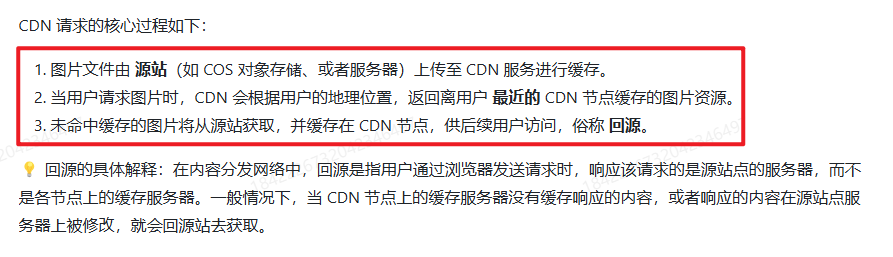 CDN 请求的核心过程如下：
1. 图片文件由 源站（如 COS 对象存储、或者服务器）上传至 CDN 服务进行缓存。
2. 当用户请求图片时，CDN 会根据用户的地理位置，返回离用户 最近的 CDN 节点缓存的图片资源。
3. 未命中缓存的图片将从源站获取，并缓存在 CDN 节点，供后续用户访问，俗称 回源。
💡 回源的具体解释：在内容分发网络中，回源是指用户通过浏览器发送请求时，响应该请求的是源站点的服务器，而不
是各节点上的缓存服务器。一般情况下，当 CDN 节点上的缓存服务器没有缓存响应的内容，或者响应的内容在源站点服
务器上被修改，就会回源站去获取。